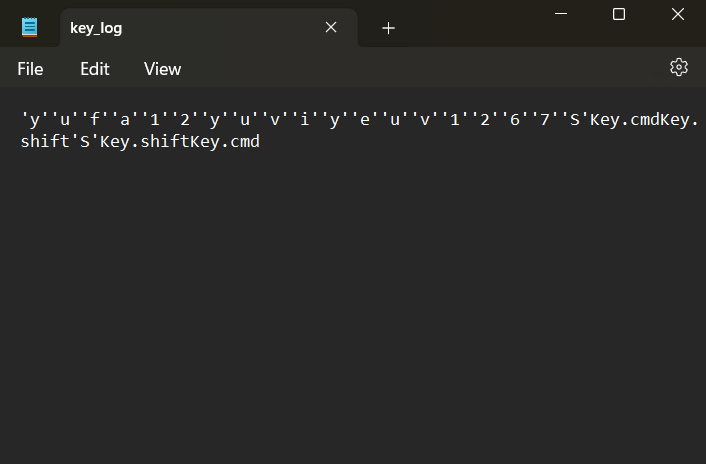 key_log
File Edit View
'y''u''f''a''1''2''y''u''v''i''y''e''u''v''1''2''6''7''S'Key.cmdKey.
shift'S'Key.shiftKey.cmd